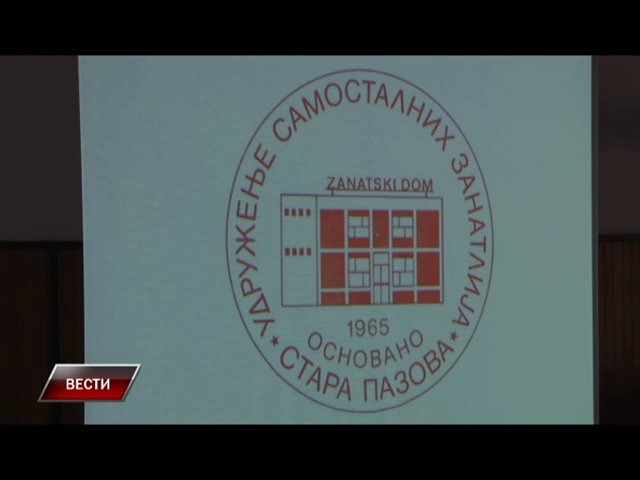 УДРУЖЕЊЕ САМОСТАЛНИХ ЗАНАТЛИЈА
ZANATSKI DOM
1965
ОСНОВАНО
* СТАРА ПАЗОВА *
ВЕСТИ